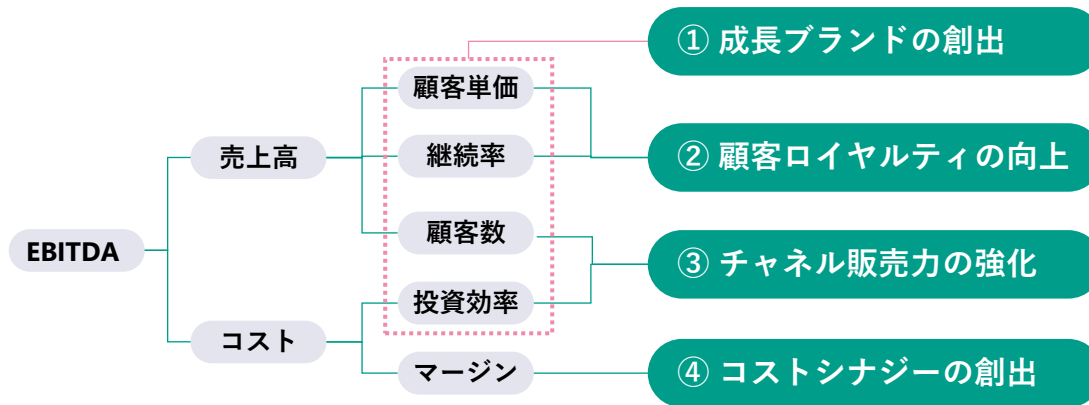 ① 成長ブランドの創出
顧客単価
売上高
継続率
② 顧客ロイヤルティの向上
顧客数
EBITDA
③ チャネル販売力の強化
投資効率
コスト
マージン
④ コストシナジーの創出